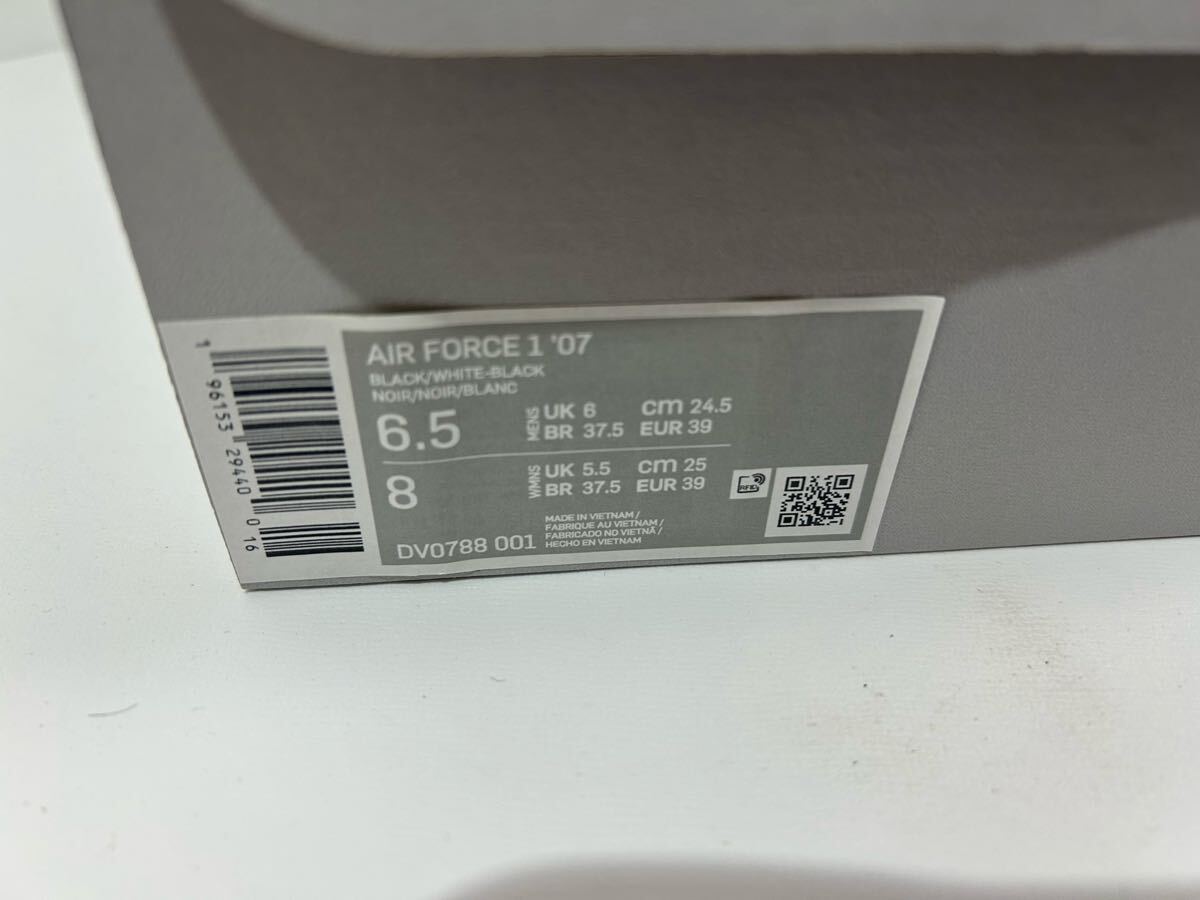 AIR FORCE 1 '07
BLACK/WHITE-BLACK
NOIR/NOIR/BLANC
6.5 MENS UK 6 cm 24.5
BR 37.5 EUR 39
8 WMNS UK 5.5 cm 25
BR 37.5 EUR 39
RFID
MADE IN VIETNAM /
FABRIQUE AU VIETNAM /
FABRICADO NO VIETNÃ /
HECHO EN VIETNAM
DV0788 001
1 96153 29440 0 16